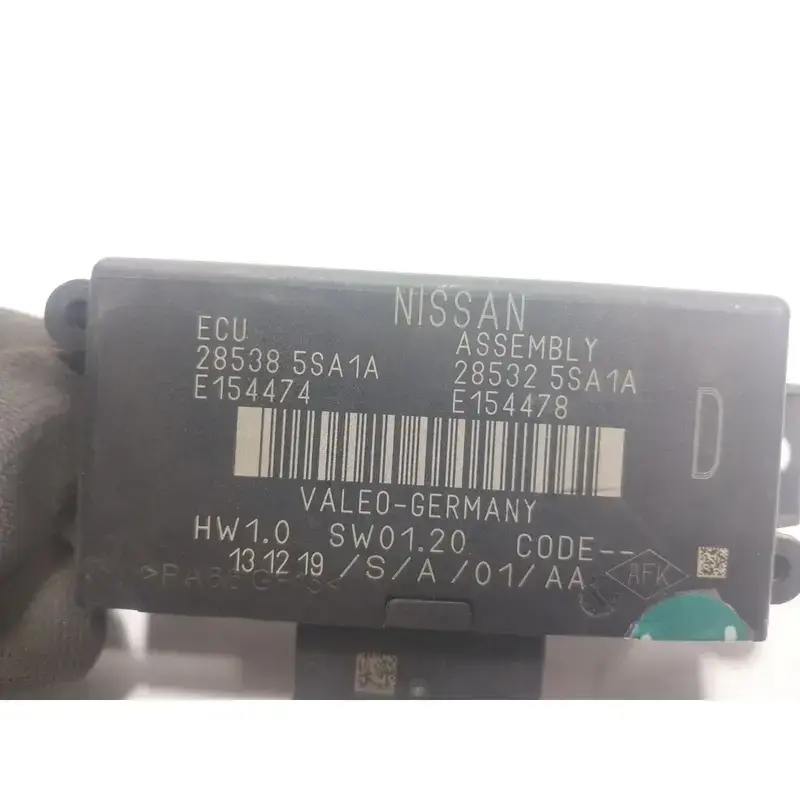 NISSAN
ECU
28538 5SA1A
E154474
ASSEMBLY
28532 5SA1A
E154478
D
VALEO-GERMANY
HW1.0 SW01.20 CODE--
13 12 19 /S/A/01/AA
AFK